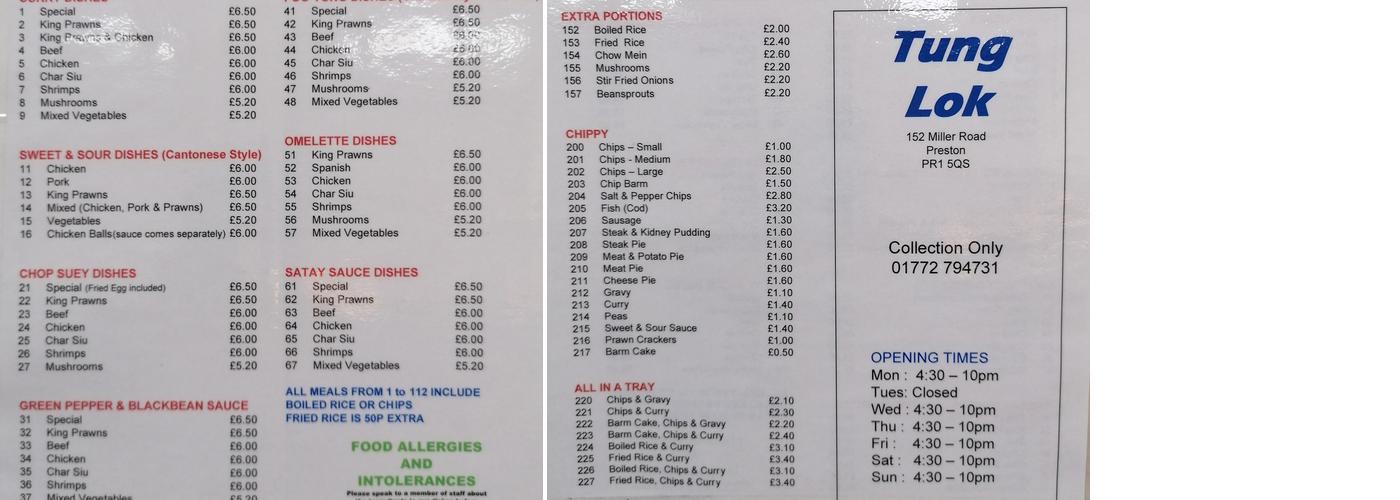 1 Special £6.50
2 King Prawns £6.50
3 King Prawns & Chicken £6.50
4 Beef £6.00
5 Chicken £6.00
6 Char Siu £6.00
7 Shrimps £6.00
8 Mushrooms £5.20
9 Mixed Vegetables £5.20
SWEET & SOUR DISHES (Cantonese Style)
11 Chicken £6.00
12 Pork £6.00
13 King Prawns £6.50
14 Mixed (Chicken, Pork & Prawns) £6.50
15 Vegetables £5.20
16 Chicken Balls(sauce comes separately) £6.00
CHOP SUEY DISHES
21 Special (Fried Egg included) £6.50
22 King Prawns £6.50
23 Beef £6.00
24 Chicken £6.00
25 Char Siu £6.00
26 Shrimps £6.00
27 Mushrooms £5.20
GREEN PEPPER & BLACKBEAN SAUCE
31 Special £6.50
32 King Prawns £6.50
33 Beef £6.00
34 Chicken £6.00
35 Char Siu £6.00
36 Shrimps £6.00
37 Mixed Vegetables £5.20
41 Special £6.50
42 King Prawns £6.50
43 Beef £6.00
44 Chicken £6.00
45 Char Siu £6.00
46 Shrimps £6.00
47 Mushrooms £5.20
48 Mixed Vegetables £5.20
OMELETTE DISHES
51 King Prawns £6.50
52 Spanish £6.00
53 Chicken £6.00
54 Char Siu £6.00
55 Shrimps £6.00
56 Mushrooms £5.20
57 Mixed Vegetables £5.20
SATAY SAUCE DISHES
61 Special £6.50
62 King Prawns £6.50
63 Beef £6.00
64 Chicken £6.00
65 Char Siu £6.00
66 Shrimps £6.00
67 Mixed Vegetables £5.20
ALL MEALS FROM 1 to 112 INCLUDE
BOILED RICE OR CHIPS
FRIED RICE IS 50P EXTRA
FOOD ALLERGIES
AND
INTOLERANCES
Please speak to a member of staff about
EXTRA PORTIONS
152 Boiled Rice £2.00
153 Fried Rice £2.40
154 Chow Mein £2.60
155 Mushrooms £2.20
156 Stir Fried Onions £2.20
157 Beansprouts £2.20
CHIPPY
200 Chips – Small £1.00
201 Chips - Medium £1.80
202 Chips – Large £2.50
203 Chip Barm £1.50
204 Salt & Pepper Chips £2.80
205 Fish (Cod) £3.20
206 Sausage £1.30
207 Steak & Kidney Pudding £1.60
208 Steak Pie £1.60
209 Meat & Potato Pie £1.60
210 Meat Pie £1.60
211 Cheese Pie £1.60
212 Gravy £1.10
213 Curry £1.40
214 Peas £1.10
215 Sweet & Sour Sauce £1.40
216 Prawn Crackers £1.00
217 Barm Cake £0.50
ALL IN A TRAY
220 Chips & Gravy £2.10
221 Chips & Curry £2.30
222 Barm Cake, Chips & Gravy £2.20
223 Barm Cake, Chips & Curry £2.40
224 Boiled Rice & Curry £3.10
225 Fried Rice & Curry £3.40
226 Boiled Rice, Chips & Curry £3.10
227 Fried Rice, Chips & Curry £3.40
Tung
Lok
152 Miller Road
Preston
PR1 5QS
Collection Only
01772 794731
OPENING TIMES
Mon : 4:30 – 10pm
Tues: Closed
Wed : 4:30 – 10pm
Thu : 4:30 – 10pm
Fri : 4:30 – 10pm
Sat : 4:30 – 10pm
Sun : 4:30 – 10pm